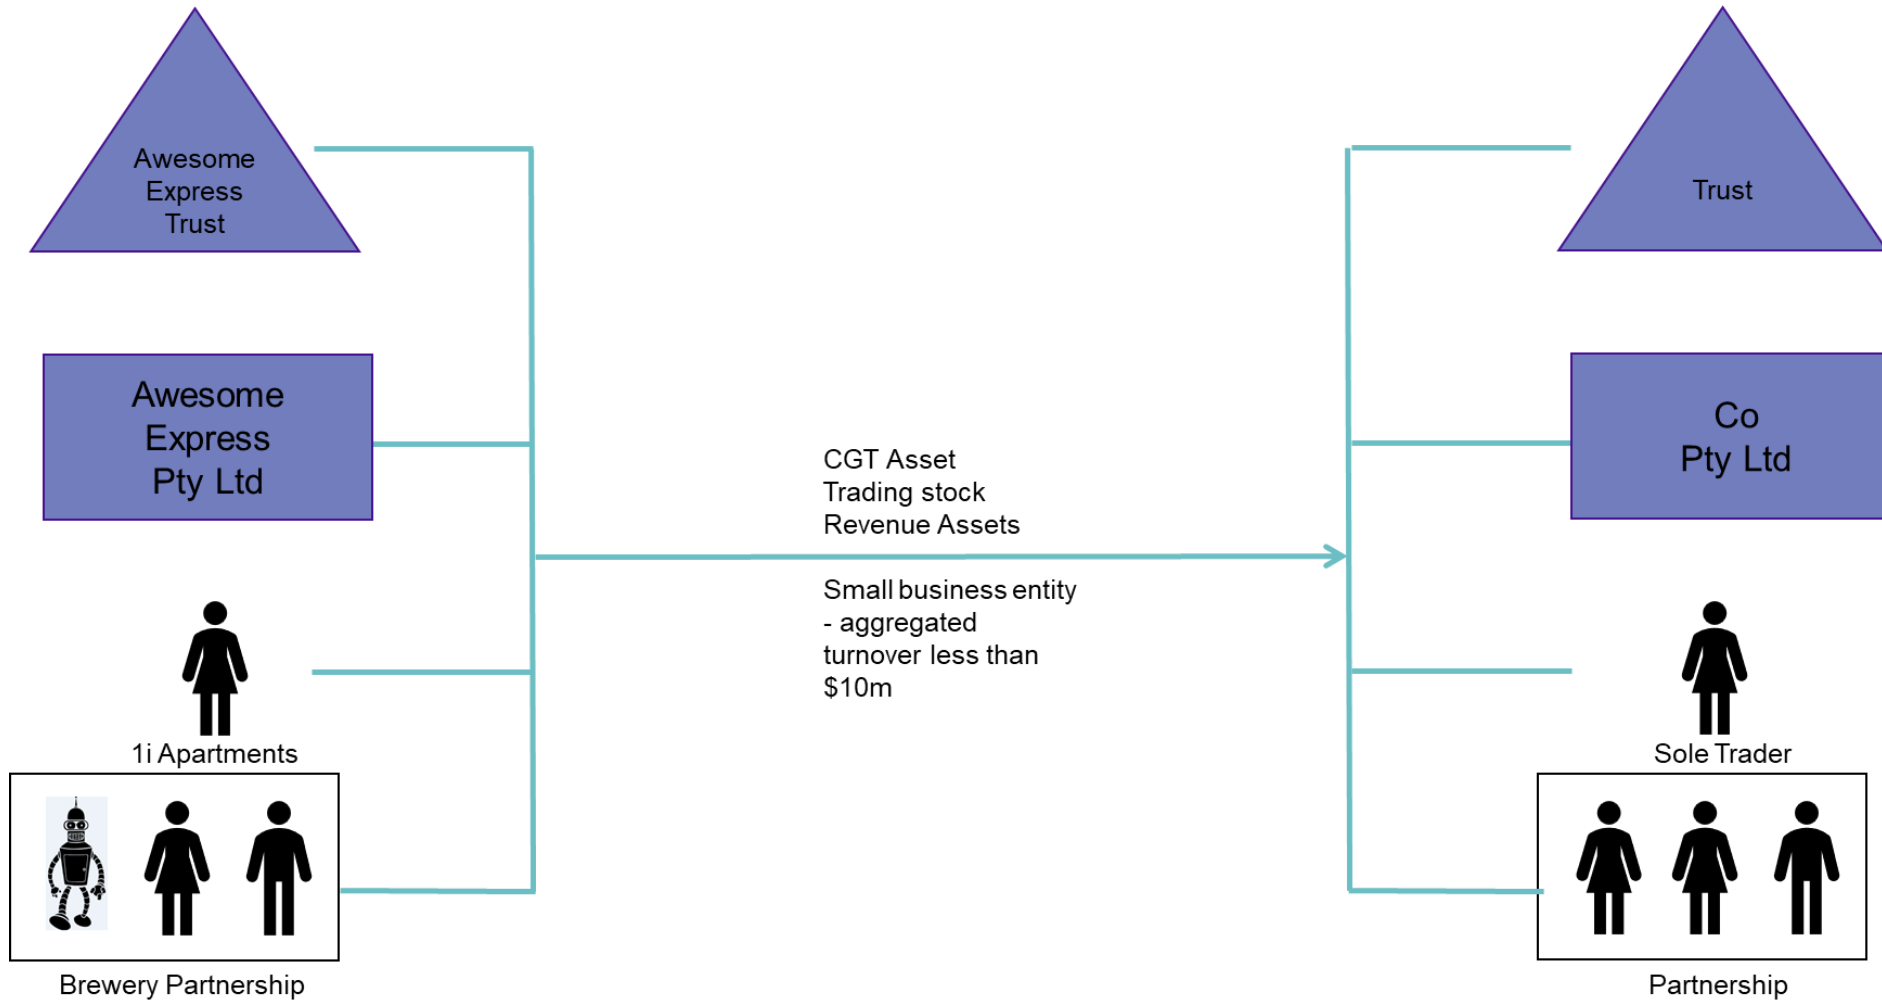 Awesome
Express
Trust
Trust
Awesome
Express
Pty Ltd
Co
Pty Ltd
CGT Asset
Trading stock
Revenue Assets
Small business entity
- aggregated
turnover less than
$10m
1i Apartments
Sole Trader
Brewery Partnership
Partnership